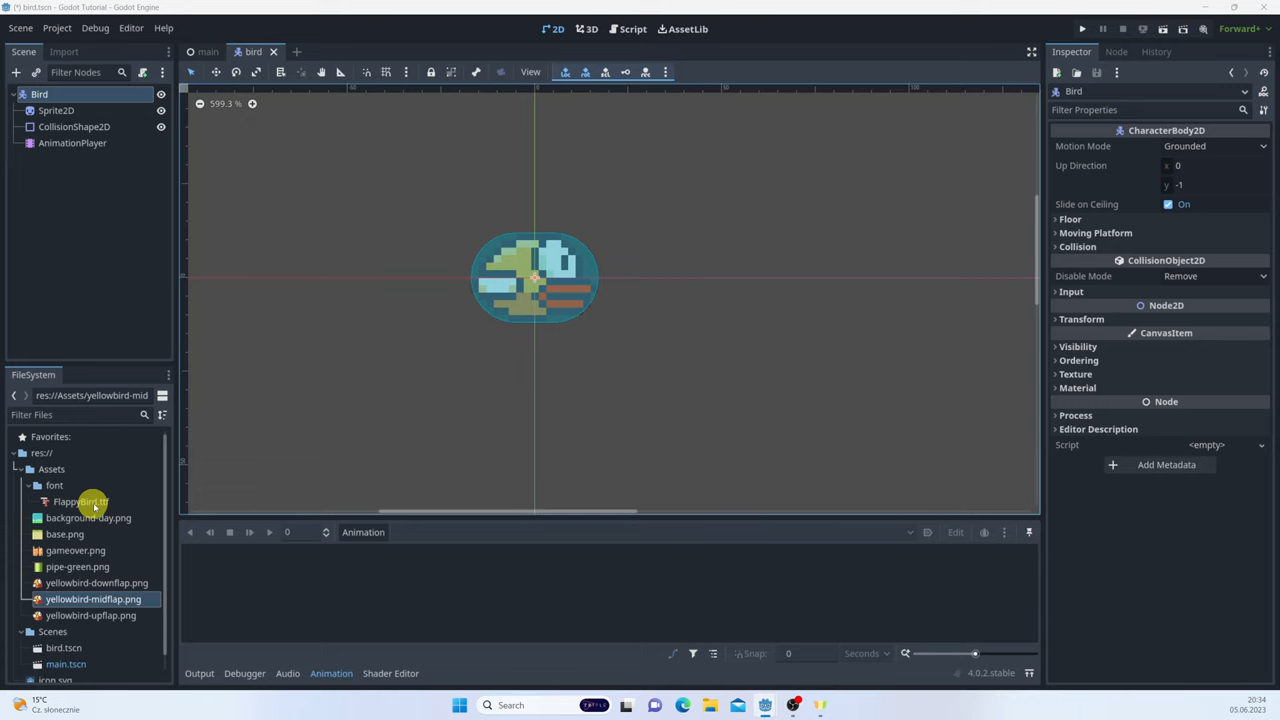 (*) bird.tscn - Godot Engine
Scene Project Debug Editor Help
2D 3D Script AssetLib
Forward+
Scene Import
main bird
Inspector Node History
Filter Nodes
View
Bird
Sprite2D
CollisionShape2D
AnimationPlayer
599.3 %
Bird
Filter Properties
CharacterBody2D
Motion Mode Grounded
Up Direction x 0
y -1
Slide on Ceiling On
Floor
Moving Platform
Collision
CollisionObject2D
Disable Mode Remove
Input
Node2D
Transform
CanvasItem
Visibility
Ordering
Texture
Material
Node
Process
Editor Description
Script <empty>
Add Metadata
FileSystem
res://Assets/yellowbird-mid
Filter Files
Favorites:
res://
Assets
font
FlappyBird.ttf
background-day.png
base.png
gameover.png
pipe-green.png
yellowbird-downflap.png
yellowbird-midflap.png
yellowbird-upflap.png
Scenes
bird.tscn
main.tscn
icon.svg
0 Animation Edit
Snap: 0 Seconds
Output Debugger Audio Animation Shader Editor
4.0.2.stable
15°C
Cz. słonecznie
Search
20:34
05.06.2023